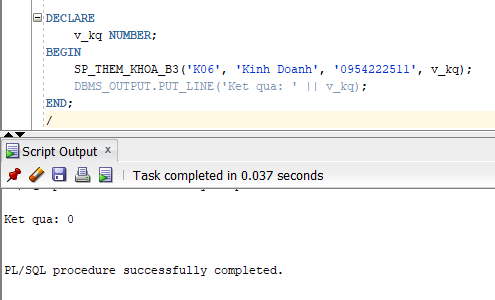 DECLARE
v_kq NUMBER;
BEGIN
SP_THEM_KHOA_B3('K06', 'Kinh Doanh', '0954222511', v_kq);
DBMS_OUTPUT.PUT_LINE('Ket qua: ' || v_kq);
END;
/
Script Output x
Task completed in 0.037 seconds
Ket qua: 0
PL/SQL procedure successfully completed.